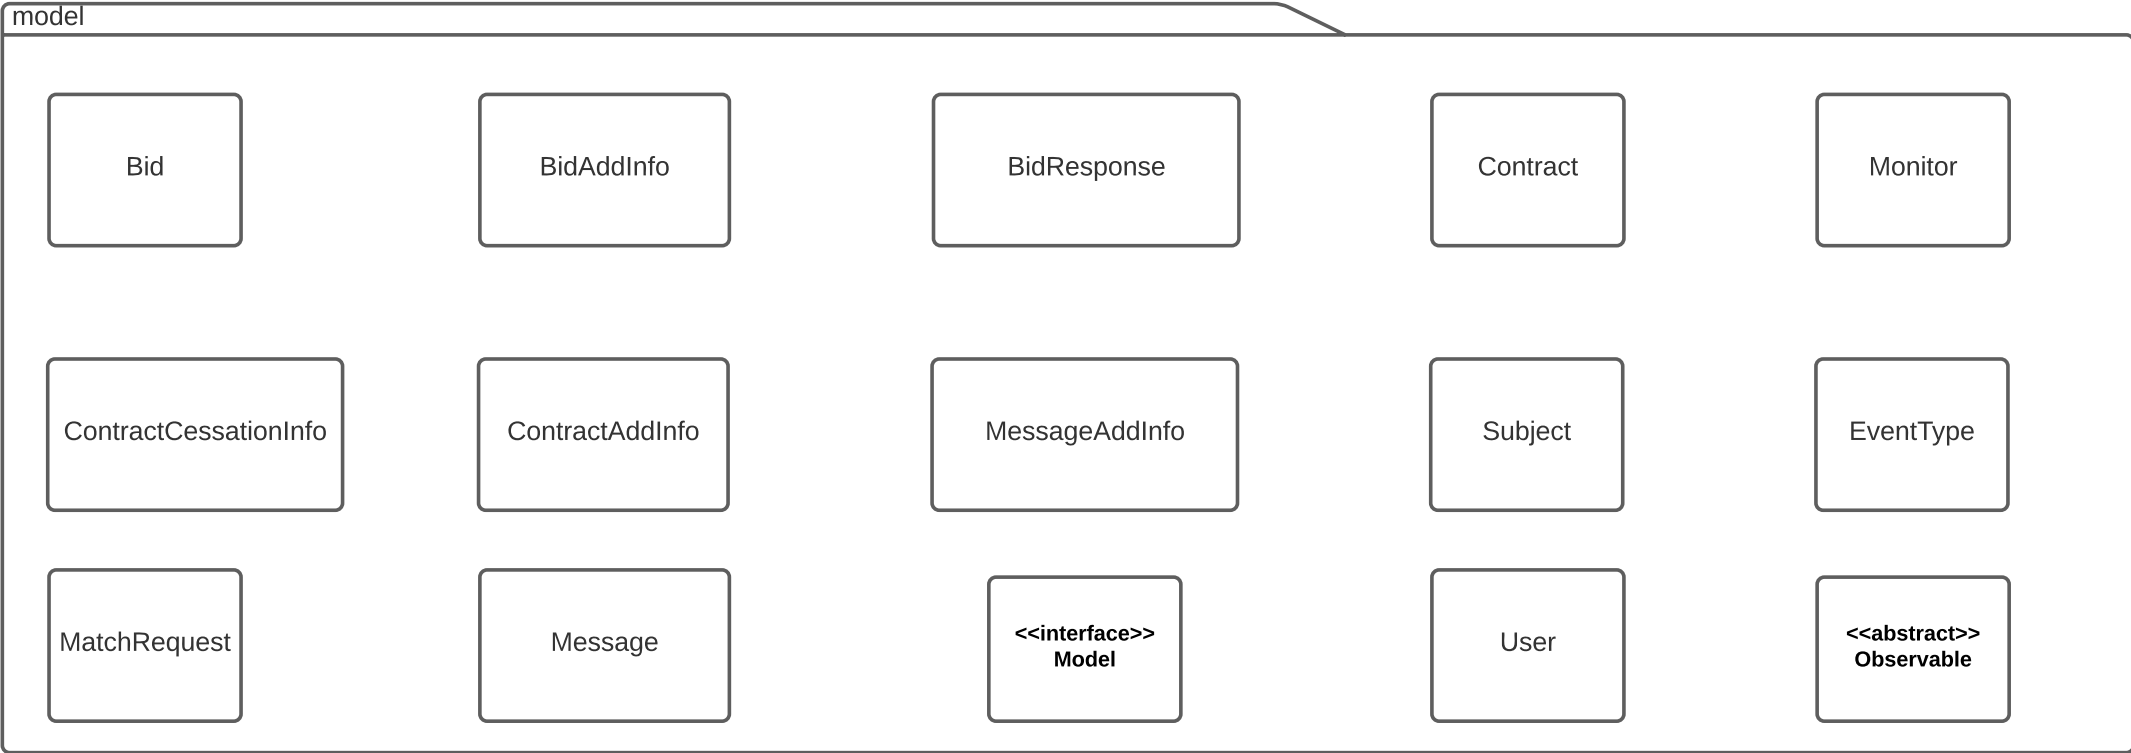 model
Bid
BidAddInfo
BidResponse
Contract
Monitor
ContractCessationInfo
ContractAddInfo
MessageAddInfo
Subject
EventType
MatchRequest
Message
<<interface>>
Model
User
<<abstract>>
Observable